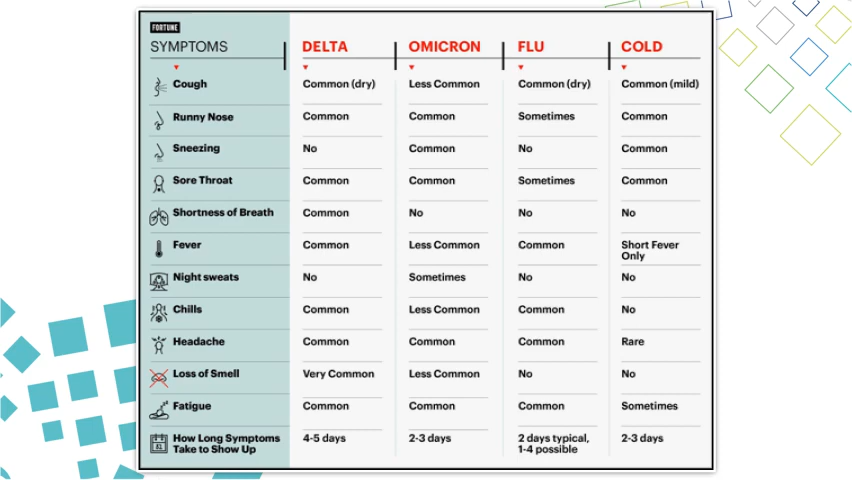 FORTUNE
SYMPTOMS DELTA OMICRON FLU COLD
Cough Common (dry) Less Common Common (dry) Common (mild)
Runny Nose Common Common Sometimes Common
Sneezing No Common No Common
Sore Throat Common Common Sometimes Common
Shortness of Breath Common No No No
Fever Common Less Common Common Short Fever
Only
Night sweats No Sometimes No No
Chills Common Less Common Common No
Headache Common Common Common Rare
Loss of Smell Very Common Less Common No No
Fatigue Common Common Common Sometimes
How Long Symptoms 4-5 days 2-3 days 2 days typical, 2-3 days
Take to Show Up 1-4 possible